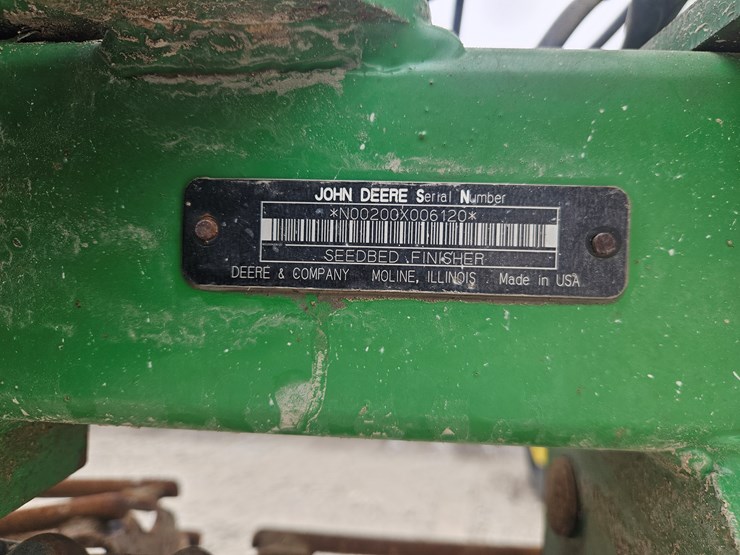 JOHN DEERE Serial Number
*N00200X006120*
SEEDBED FINISHER
DEERE & COMPANY MOLINE, ILLINOIS Made in USA